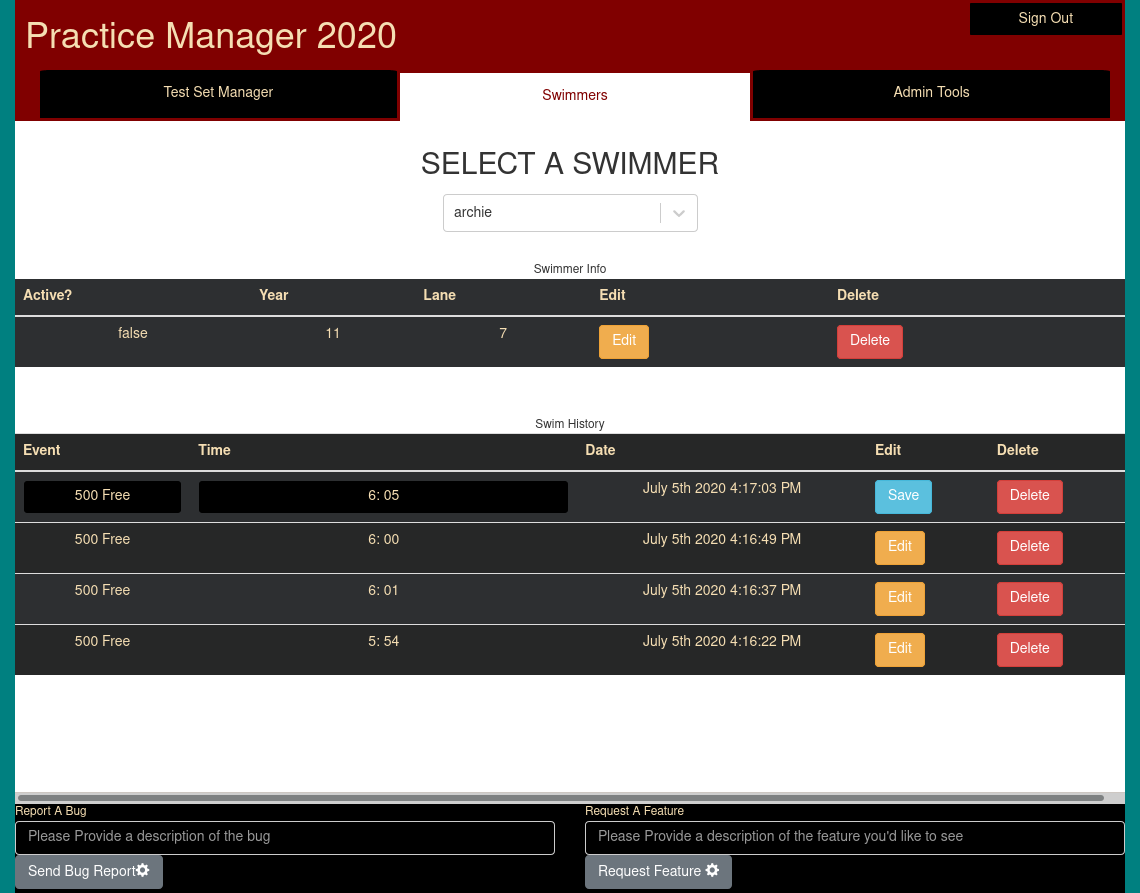 Practice Manager 2020
Sign Out
Test Set Manager Swimmers Admin Tools
SELECT A SWIMMER
archie
Swimmer Info
Active? Year Lane Edit Delete
false 11 7 Edit Delete
Swim History
Event Time Date Edit Delete
500 Free 6: 05 July 5th 2020 4:17:03 PM Save Delete
500 Free 6: 00 July 5th 2020 4:16:49 PM Edit Delete
500 Free 6: 01 July 5th 2020 4:16:37 PM Edit Delete
500 Free 5: 54 July 5th 2020 4:16:22 PM Edit Delete
Report A Bug Request A Feature
Please Provide a description of the bug Please Provide a description of the feature you'd like to see
Send Bug Report Request Feature